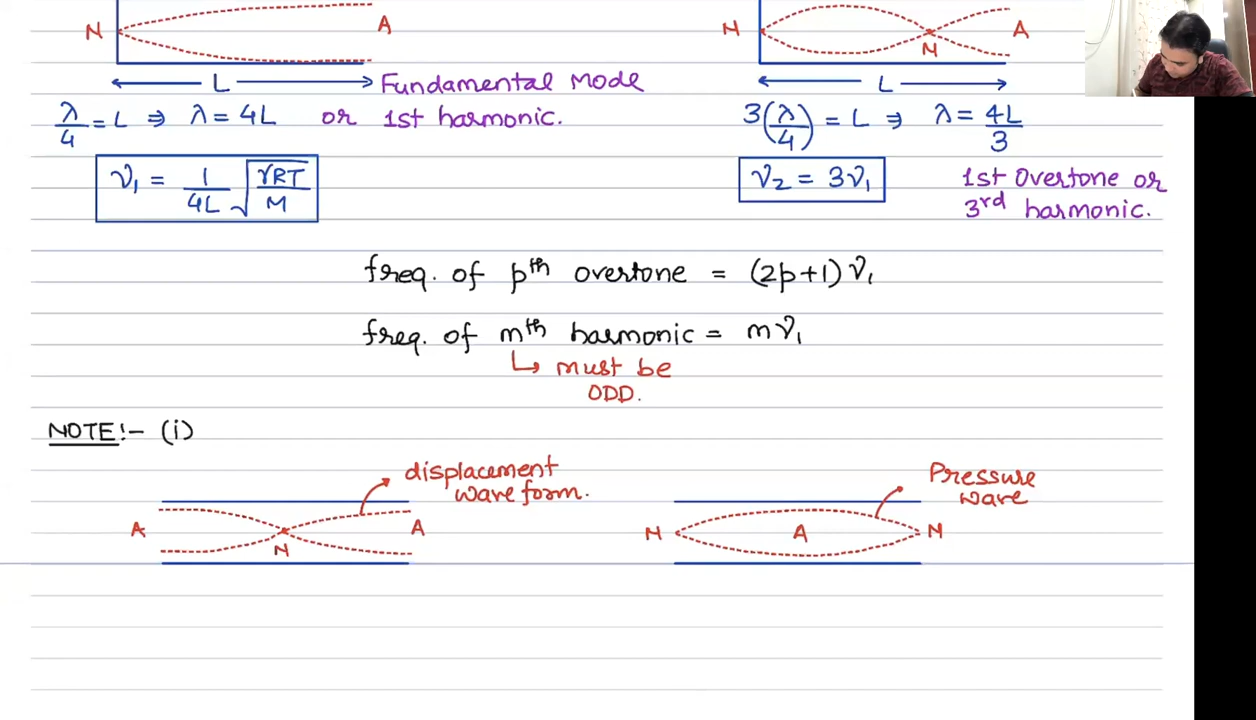 N A
N N A
L Fundamental Mode
L
λ/4 = L ⇒ λ = 4L or 1st harmonic.
3(λ/4) = L ⇒ λ = 4L/3
ν₁ = 1/4L √(γRT/M)
ν₂ = 3ν₁
1st Overtone or
3rd harmonic.
freq. of pth overtone = (2p+1)ν₁
freq. of mth harmonic = mν₁
↳ must be
ODD.
NOTE!- (i)
displacement
wave form.
A N A
Pressure
wave
N A N